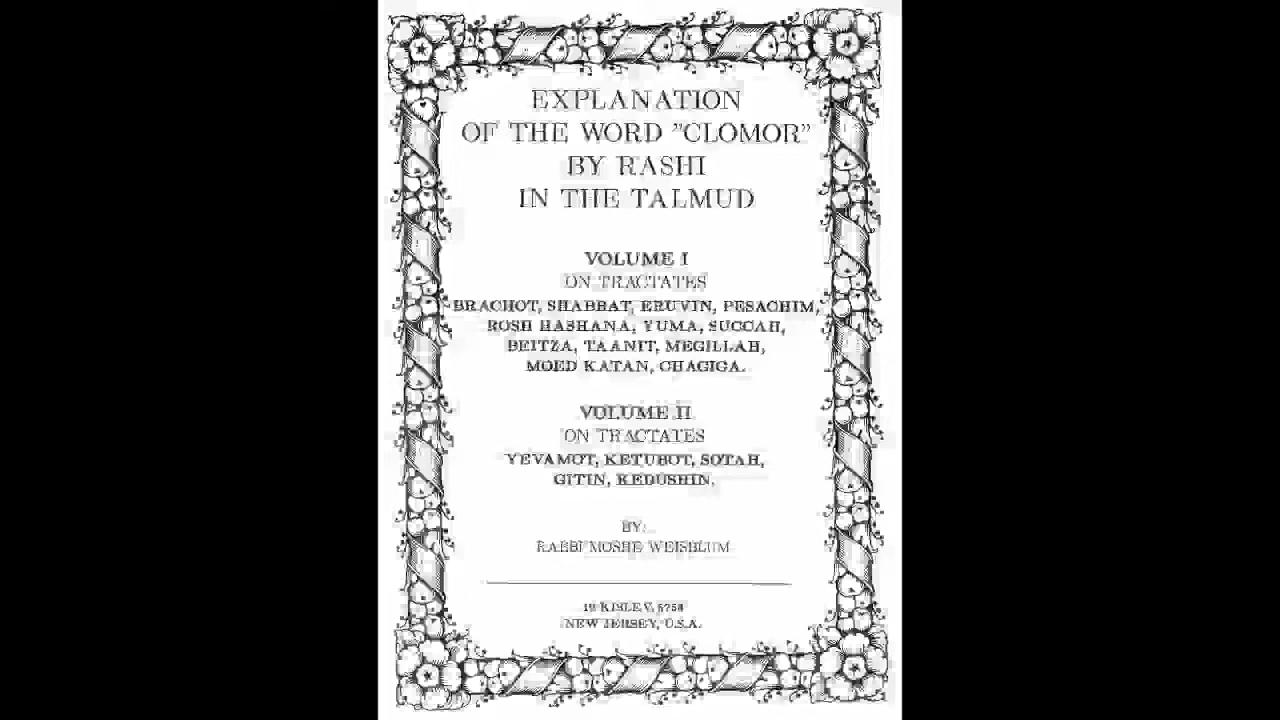 EXPLANATION
OF THE WORD "CLOMOR"
BY RASHI
IN THE TALMUD
VOLUME I
ON TRACTATES
BRACHOT, SHABBAT, ERUVIN, PESACHIM,
ROSH HASHANA, YUMA, SUCCAH,
BEITZA, TAANIT, MEGILLAH,
MOED KATAN, CHAGIGA.
VOLUME II
ON TRACTATES
YEVAMOT, KETUBOT, SOTAH,
GITIN, KEDUSHIN.
BY:
RABBI MOSHE WEISBLUM
19 KISLEV, 5758
NEW JERSEY, U.S.A.